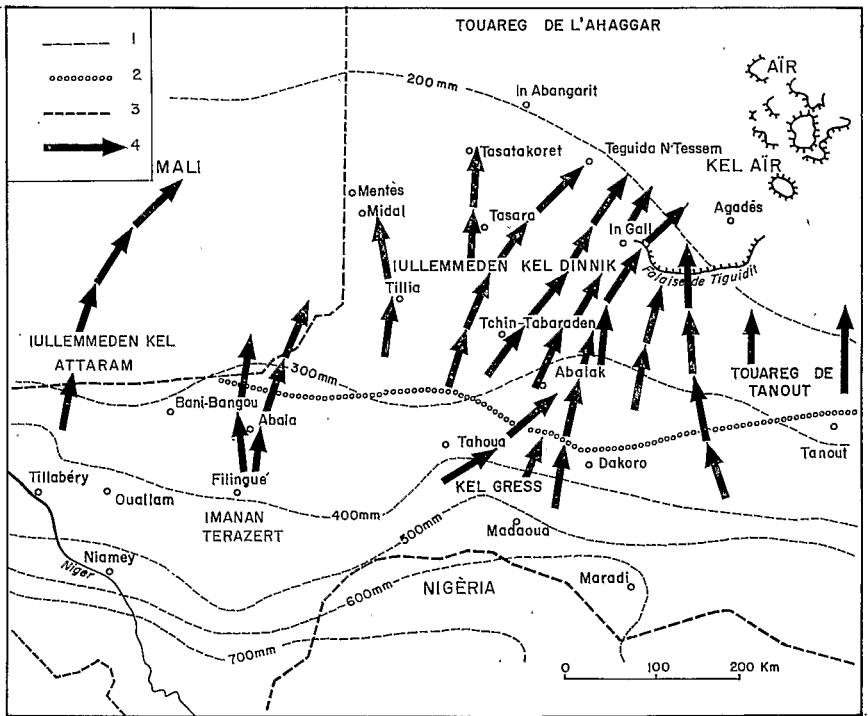 1
2
3
4
TOUAREG DE L'AHAGGAR
AÏR
200mm
In Abangarit
Tasatakoret
Teguida N'Tessem
KEL AÏR
MALI
Mentès
Midal
Tasara
Agadès
In Gall
IULLEMMEDEN KEL DINNIK
Falaise de Tiguidit
Tillia
Tchin-Tabaraden
IULLEMMEDEN KEL
ATTARAM
300mm
Abalak
TOUAREG DE
TANOUT
Bani-Bangou
Abala
Tahoua
Tanout
Dakoro
Tillabéry
Ouallam
Filingué
KEL GRESS
IMANAN
TERAZERT
400mm
500mm
Madaoua
Niamey
Niger
600mm
NIGÈRIA
Maradi
700mm
0 100 200 Km